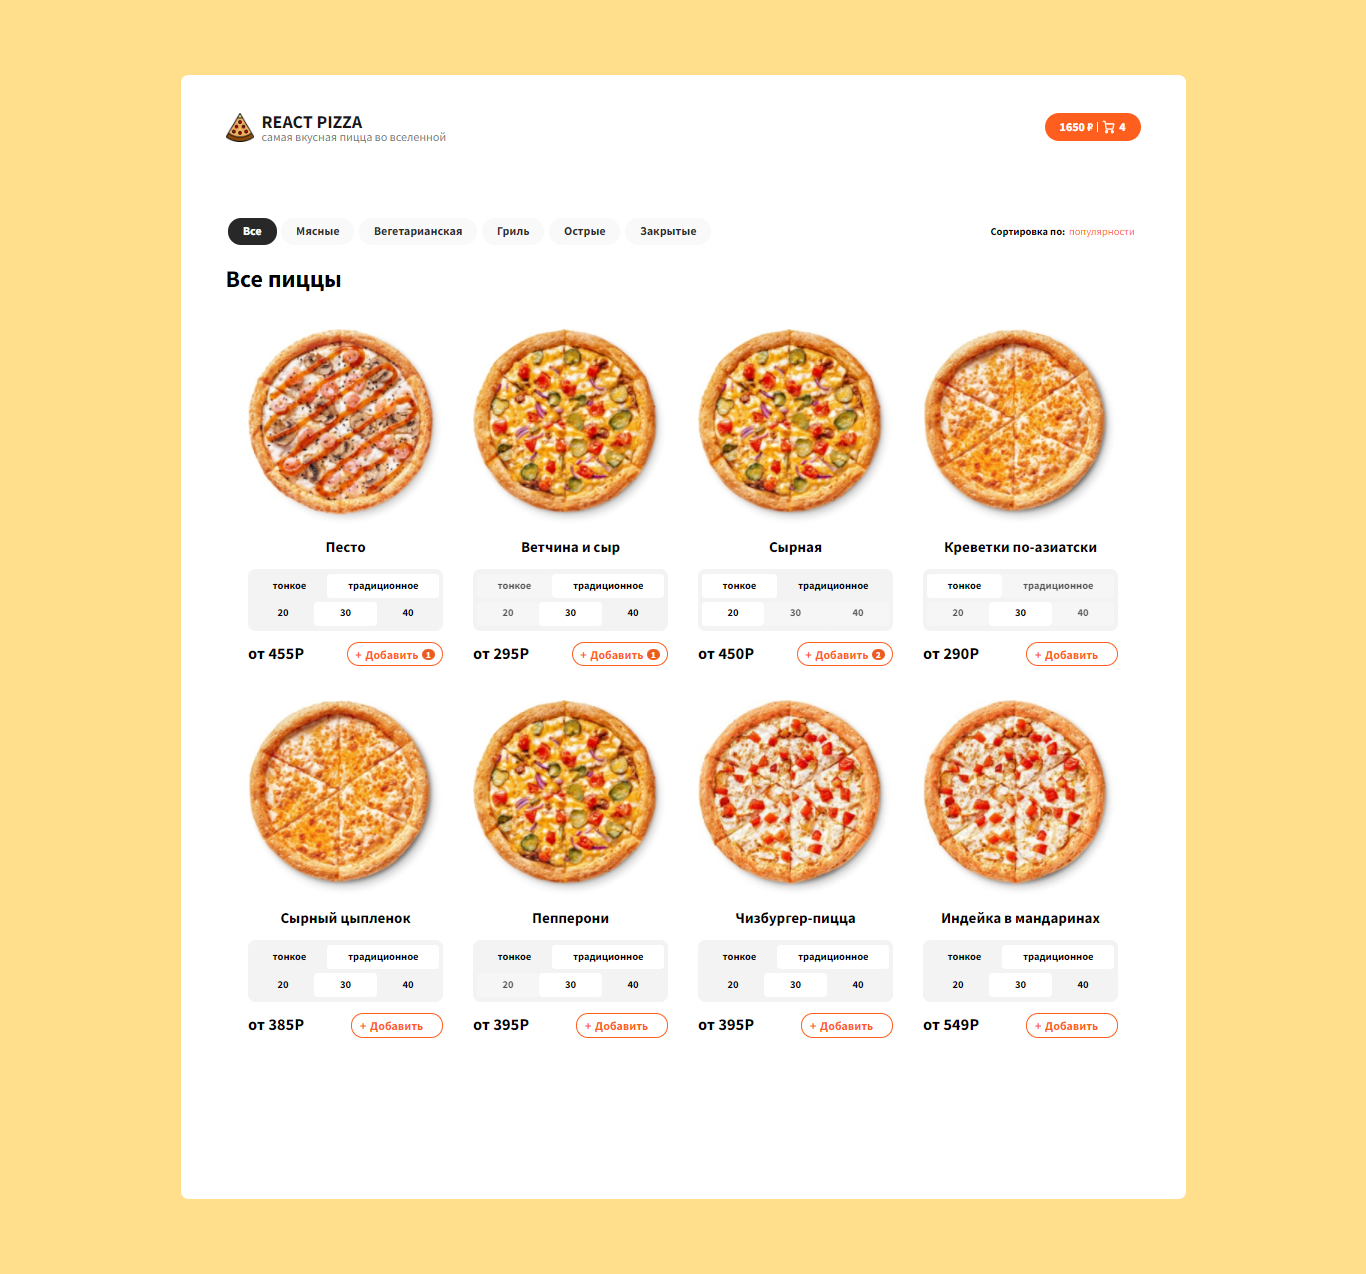 REACT PIZZA
самая вкусная пицца во вселенной
1650 ₽ | 4
Все Мясные Вегетарианская Гриль Острые Закрытые Сортировка по: популярности
Все пиццы
Песто Ветчина и сыр Сырная Креветки по-азиатски
тонкое традиционное тонкое традиционное тонкое традиционное тонкое традиционное
20 30 40 20 30 40 20 30 40 20 30 40
от 455Р + Добавить 1 от 295Р + Добавить 1 от 450Р + Добавить 2 от 290Р + Добавить
Сырный цыпленок Пепперони Чизбургер-пицца Индейка в мандаринах
тонкое традиционное тонкое традиционное тонкое традиционное тонкое традиционное
20 30 40 20 30 40 20 30 40 20 30 40
от 385Р + Добавить от 395Р + Добавить от 395Р + Добавить от 549Р + Добавить